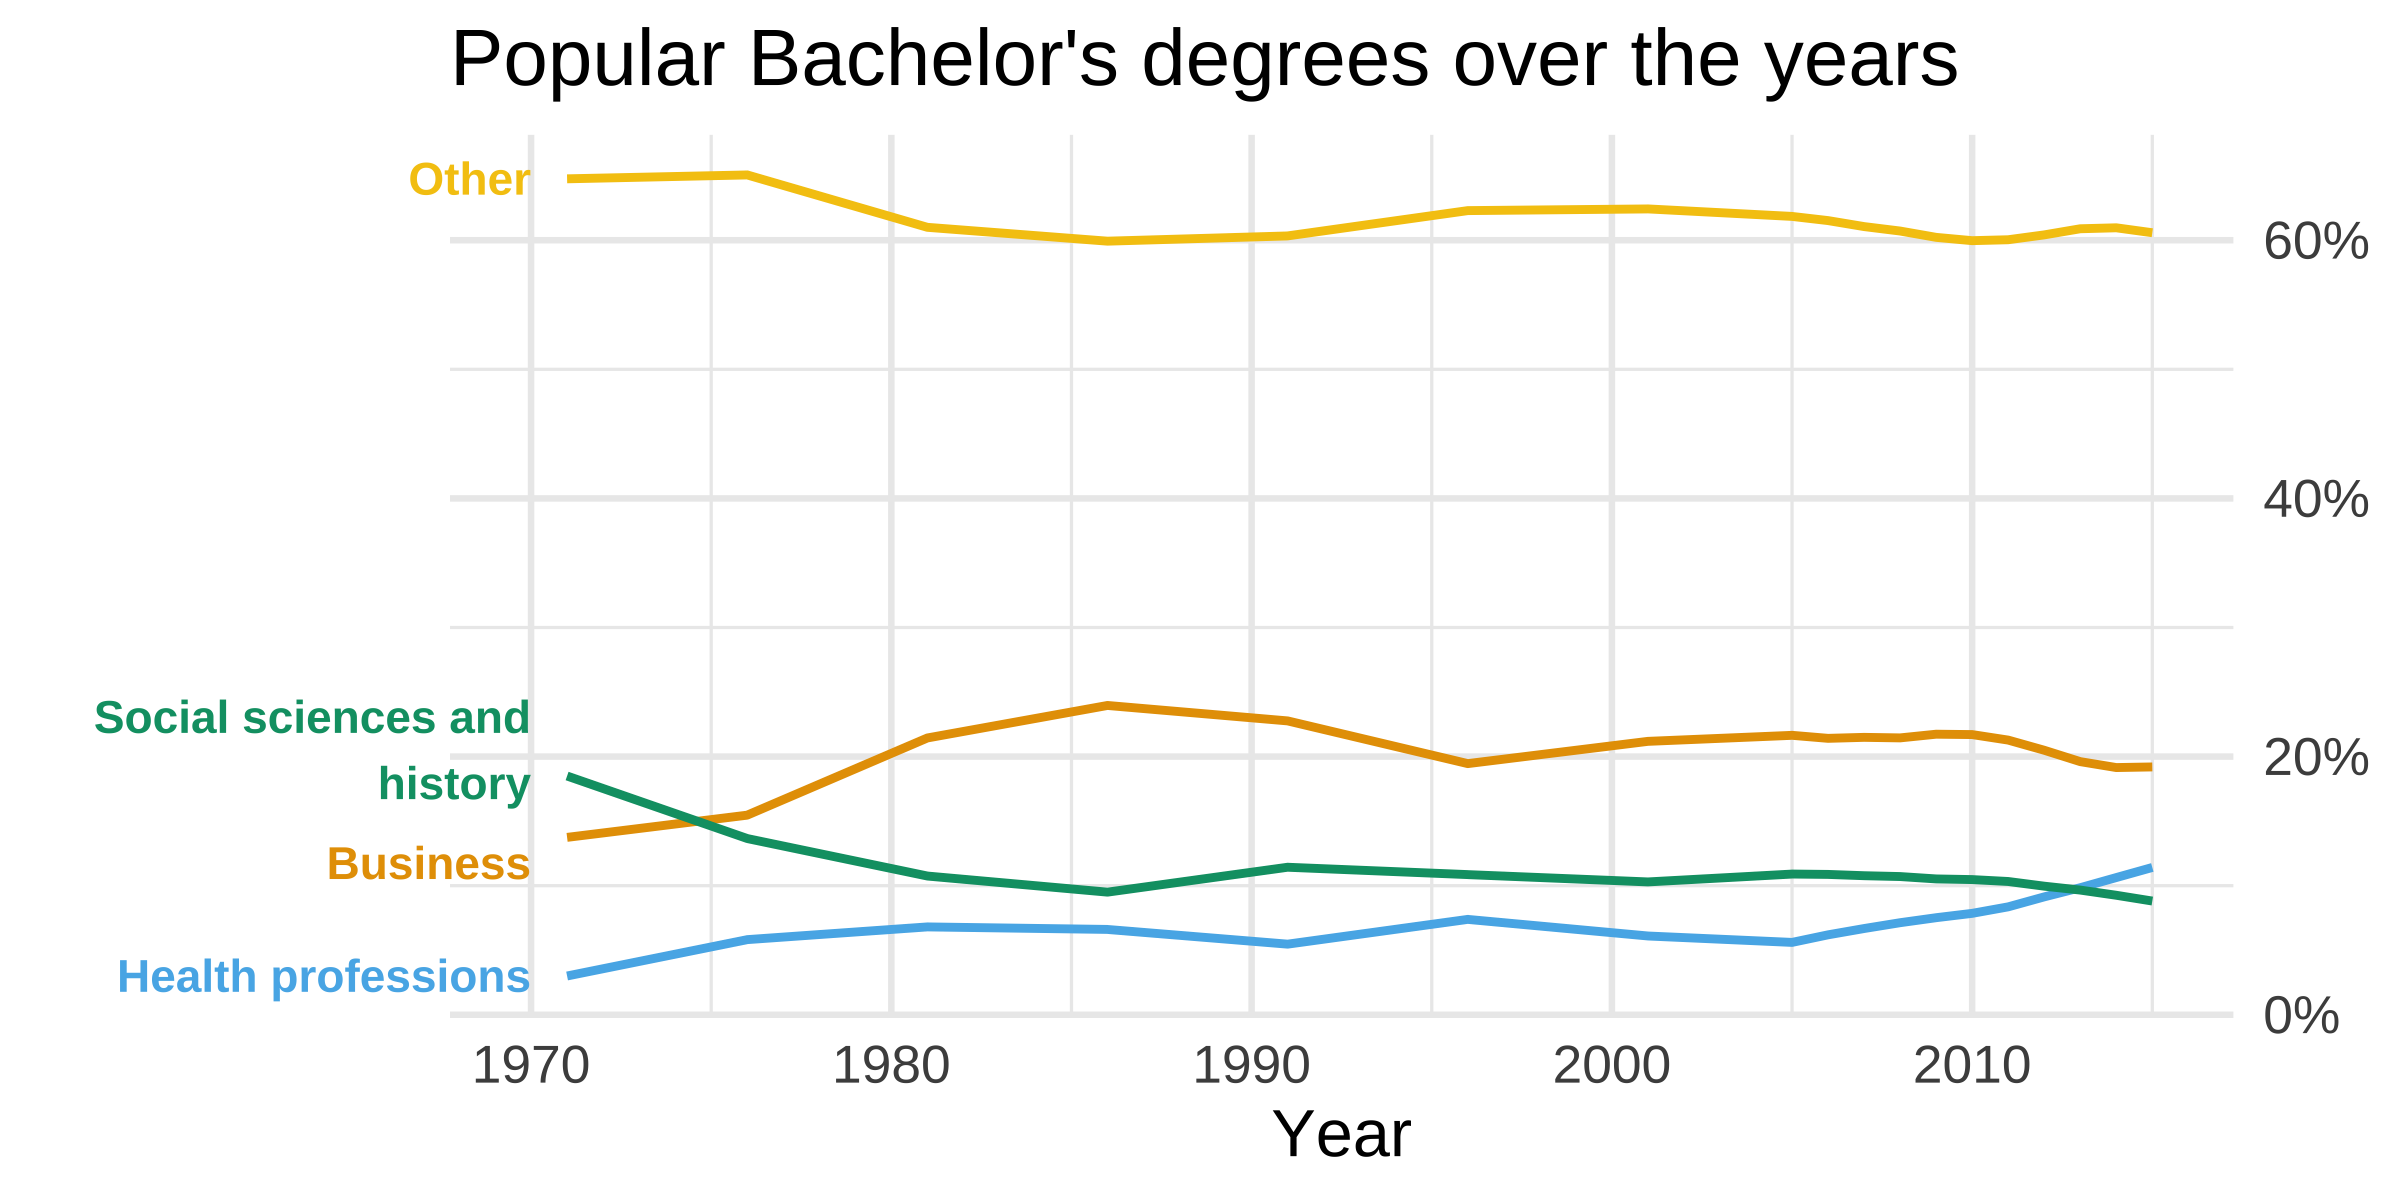 Popular Bachelor's degrees over the years
Other
60%
40%
Social sciences and
history
20%
Business
Health professions
0%
1970 1980 1990 2000 2010
Year